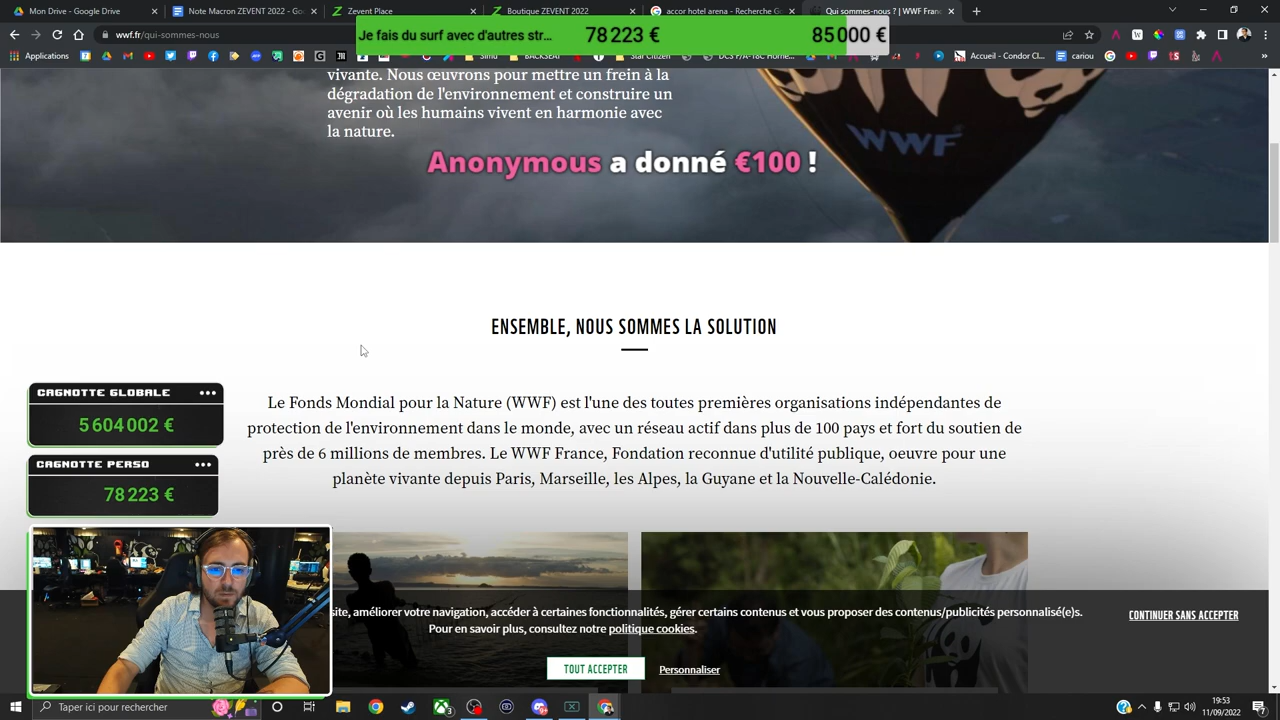 Mon Drive - Google Drive
Note Macron ZEVENT 2022 - Goo
Zevent Place
Boutique ZEVENT 2022
accor hotel arena - Recherche G
Qui sommes-nous ? | WWF Franc
wwf.fr/qui-sommes-nous
Je fais du surf avec d'autres str...
78 223 €
85 000 €
Applications
BACKSEAT
Star Citizen
Accueil - Condor Cl...
cariou
vivante. Nous œuvrons pour mettre un frein à la
dégradation de l'environnement et construire un
avenir où les humains vivent en harmonie avec
la nature.
WWF
Anonymous a donné €100 !
ENSEMBLE, NOUS SOMMES LA SOLUTION
Le Fonds Mondial pour la Nature (WWF) est l'une des toutes premières organisations indépendantes de
protection de l'environnement dans le monde, avec un réseau actif dans plus de 100 pays et fort du soutien de
près de 6 millions de membres. Le WWF France, Fondation reconnue d'utilité publique, oeuvre pour une
planète vivante depuis Paris, Marseille, les Alpes, la Guyane et la Nouvelle-Calédonie.
CAGNOTTE GLOBALE
5 604 002 €
CAGNOTTE PERSO
78 223 €
site, améliorer votre navigation, accéder à certaines fonctionnalités, gérer certains contenus et vous proposer des contenus/publicités personnalisé(e)s.
Pour en savoir plus, consultez notre politique cookies.
CONTINUER SANS ACCEPTER
TOUT ACCEPTER
Personnaliser
Taper ici pour rechercher
19:53
11/09/2022